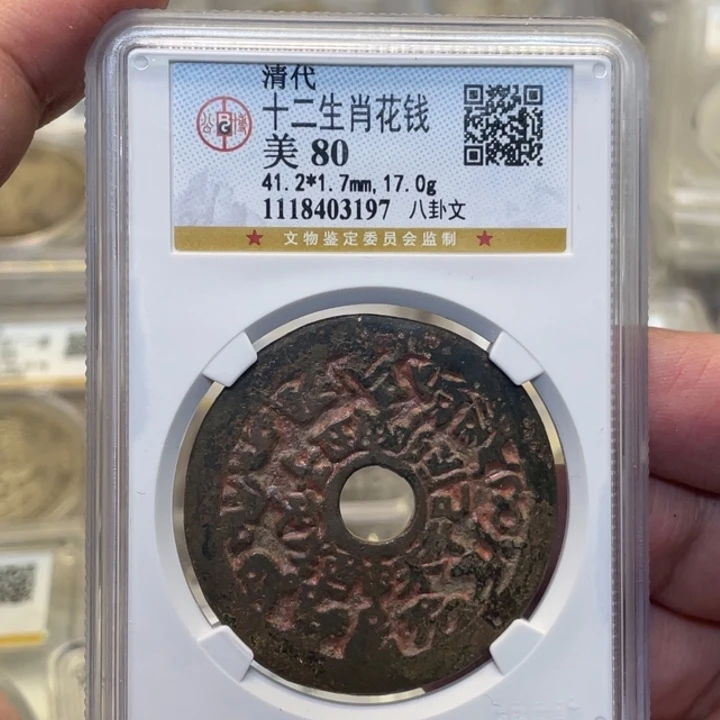 清代
十二生肖花钱
美 80
41.2*1.7mm,17.0g
1118403197 八卦文
★ 文物鉴定委员会监制 ★